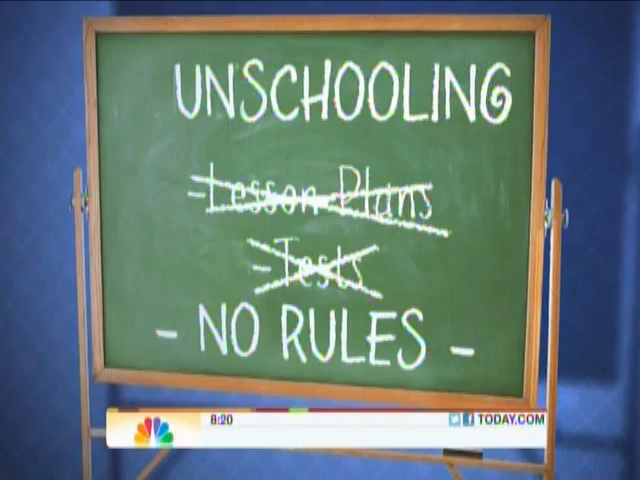 UNSCHOOLING
- Lesson Plans
- Tests
- NO RULES -
8:20
TODAY.COM